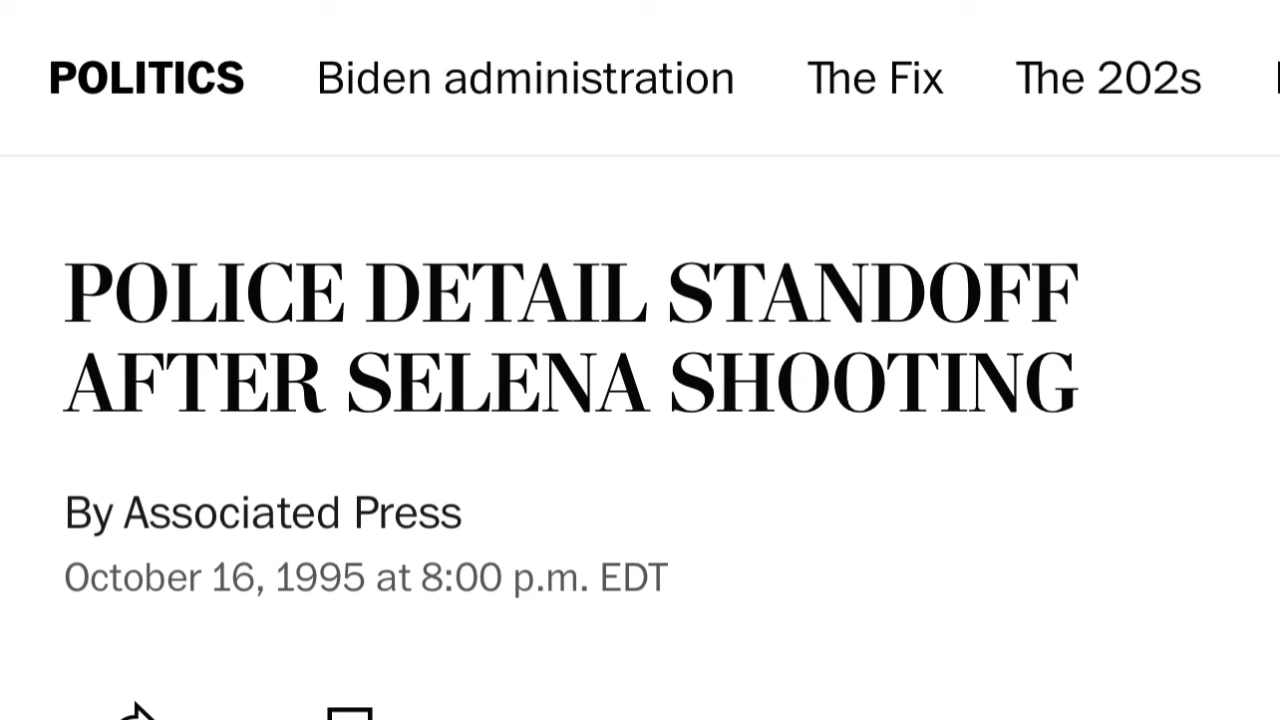 POLITICS Biden administration The Fix The 202s
POLICE DETAIL STANDOFF
AFTER SELENA SHOOTING
By Associated Press
October 16, 1995 at 8:00 p.m. EDT